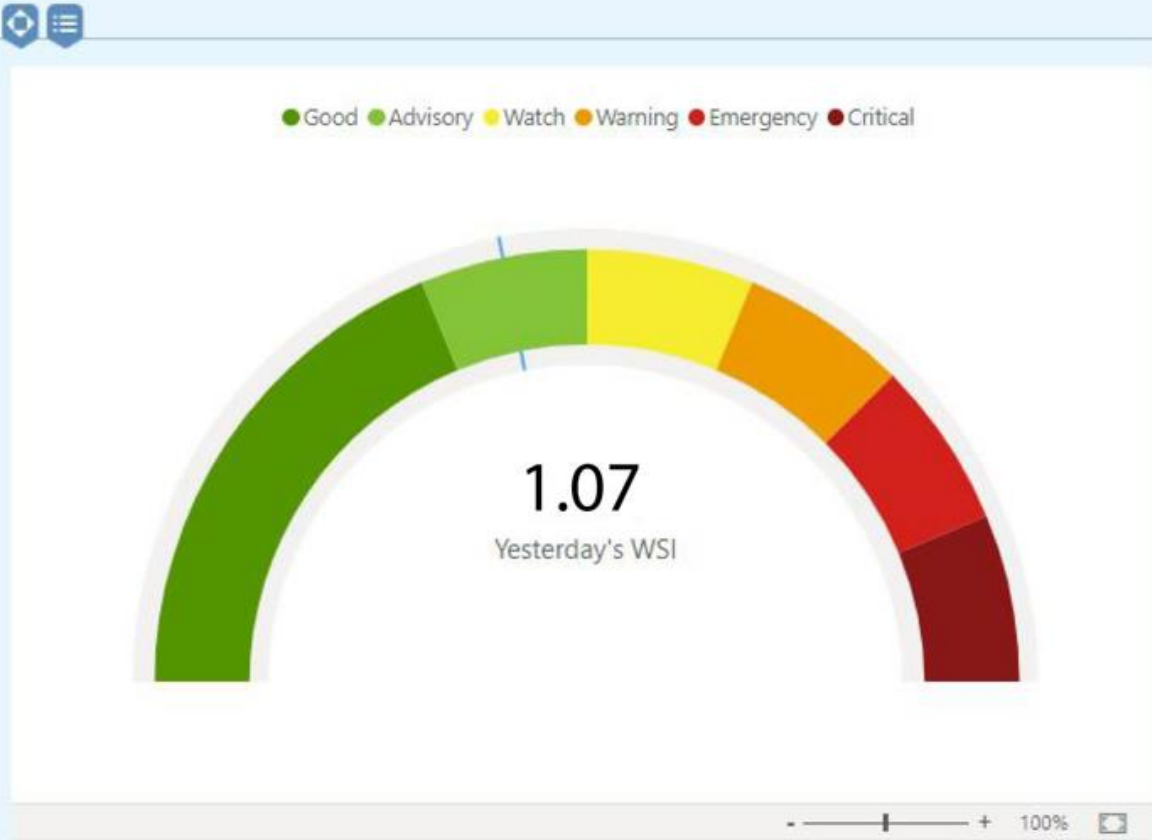 Good Advisory Watch Warning Emergency Critical
1.07
Yesterday's WSI
- + 100%